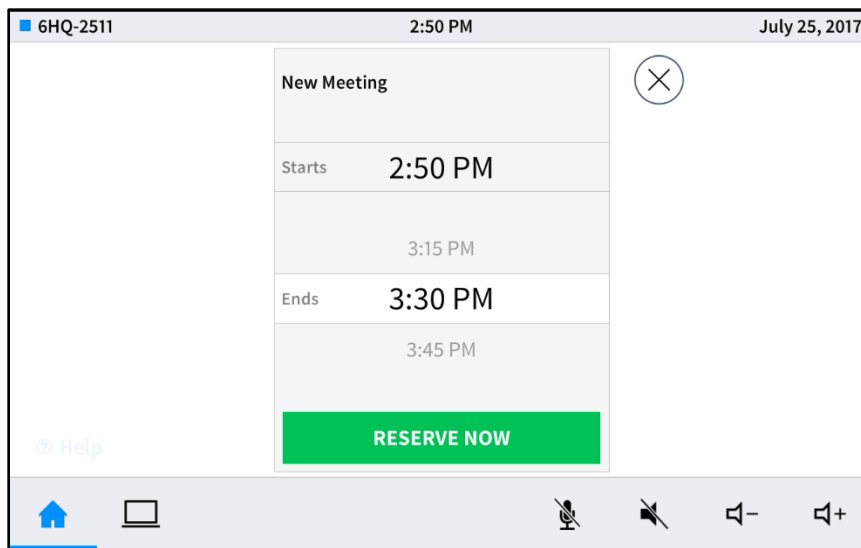 6HQ-2511 2:50 PM July 25, 2017
New Meeting
Starts 2:50 PM
3:15 PM
Ends 3:30 PM
3:45 PM
RESERVE NOW
Help